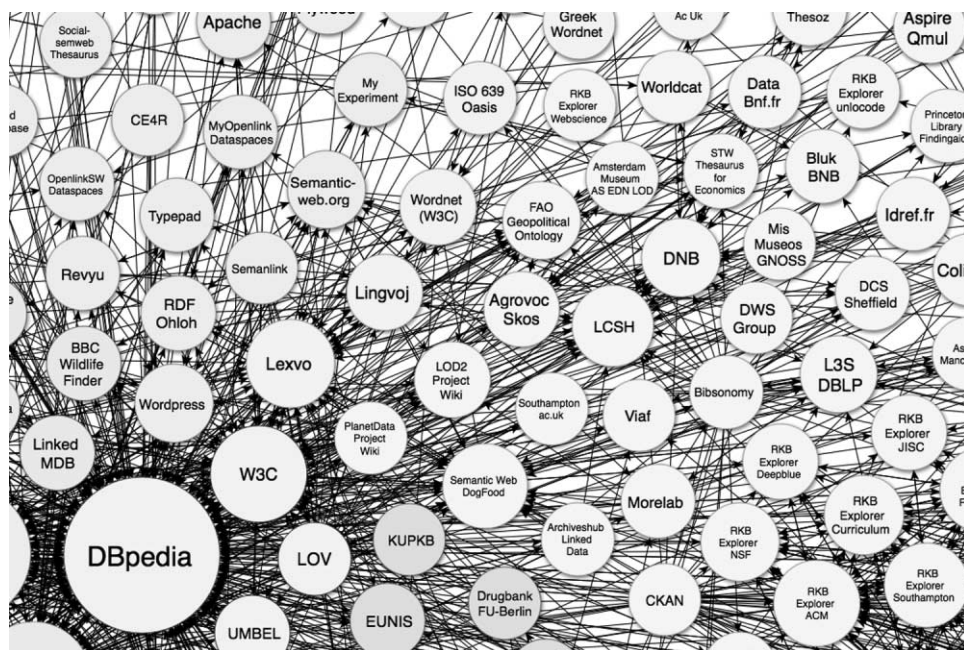 Apache
Greek
Wordnet
Ac Uk
Thesoz
Aspire
Qmul
Social-
semweb
Thesaurus
My
Experiment
ISO 639
Oasis
RKB
Explorer
Webscience
Worldcat
Data
Bnf.fr
RKB
Explorer
unlocode
CE4R
MyOpenlink
Dataspaces
Princeton
Library
Findingaids
OpenlinkSW
Dataspaces
Typepad
Semantic-
web.org
Wordnet
(W3C)
FAO
Geopolitical
Ontology
Amsterdam
Museum
AS EDN LOD
STW
Thesaurus
for
Economics
Bluk
BNB
Idref.fr
Revyu
Semanlink
Lingvoj
Agrovoc
Skos
DNB
Mis
Museos
GNOSS
DCS
Sheffield
RDF
Ohloh
LCSH
DWS
Group
BBC
Wildlife
Finder
Lexvo
LOD2
Project
Wiki
Southampton
ac.uk
Viaf
Bibsonomy
L3S
DBLP
Wordpress
PlanetData
Project
Wiki
RKB
Explorer
JISC
Linked
MDB
W3C
Semantic Web
DogFood
Morelab
RKB
Explorer
Deepblue
RKB
Explorer
Curriculum
DBpedia
LOV
KUPKB
Archiveshub
Linked
Data
RKB
Explorer
NSF
UMBEL
EUNIS
Drugbank
FU-Berlin
CKAN
RKB
Explorer
ACM
RKB
Explorer
Southampton